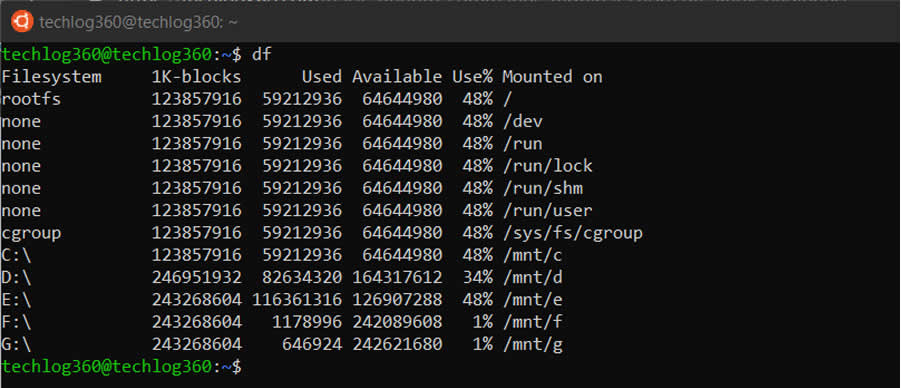 techlog360@techlog360: ~
techlog360@techlog360:~$ df
Filesystem     1K-blocks      Used Available Use% Mounted on
rootfs         123857916  59212936  64644980  48% /
none           123857916  59212936  64644980  48% /dev
none           123857916  59212936  64644980  48% /run
none           123857916  59212936  64644980  48% /run/lock
none           123857916  59212936  64644980  48% /run/shm
none           123857916  59212936  64644980  48% /run/user
cgroup         123857916  59212936  64644980  48% /sys/fs/cgroup
C:\            123857916  59212936  64644980  48% /mnt/c
D:\            246951932  82634320 164317612  34% /mnt/d
E:\            243268604 116361316 126907288  48% /mnt/e
F:\            243268604   1178996 242089608   1% /mnt/f
G:\            243268604    646924 242621680   1% /mnt/g
techlog360@techlog360:~$